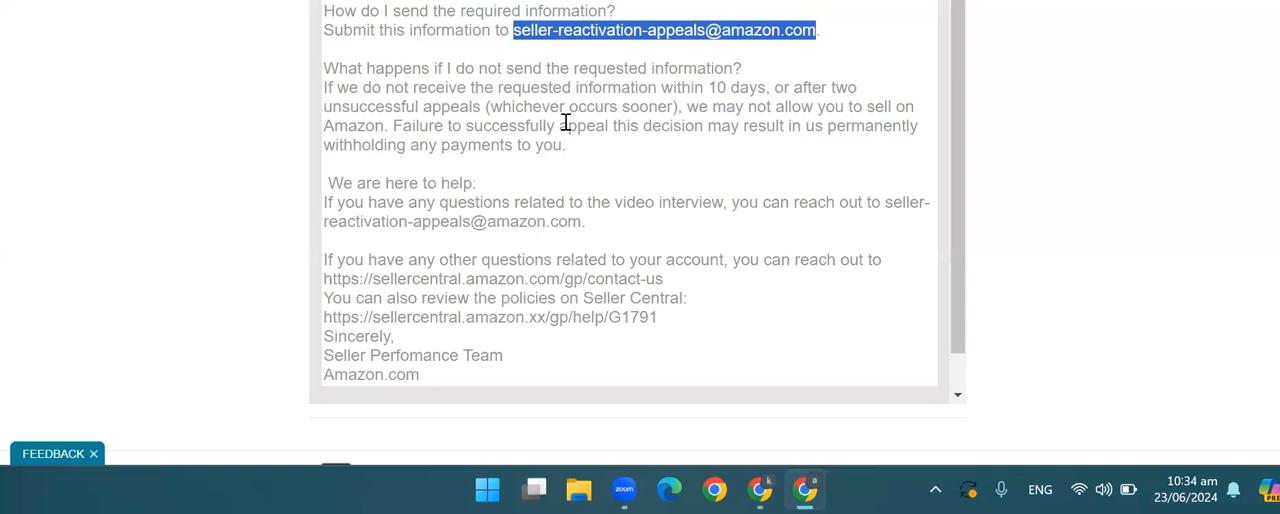 How do I send the required information?
Submit this information to seller-reactivation-appeals@amazon.com.
What happens if I do not send the requested information?
If we do not receive the requested information within 10 days, or after two
unsuccessful appeals (whichever occurs sooner), we may not allow you to sell on
Amazon. Failure to successfully appeal this decision may result in us permanently
withholding any payments to you.
We are here to help:
If you have any questions related to the video interview, you can reach out to seller-
reactivation-appeals@amazon.com.
If you have any other questions related to your account, you can reach out to
https://sellercentral.amazon.com/gp/contact-us
You can also review the policies on Seller Central:
https://sellercentral.amazon.xx/gp/help/G1791
Sincerely,
Seller Perfomance Team
Amazon.com
FEEDBACK
zoom
k
a
ENG
10:34 am
23/06/2024
PRE